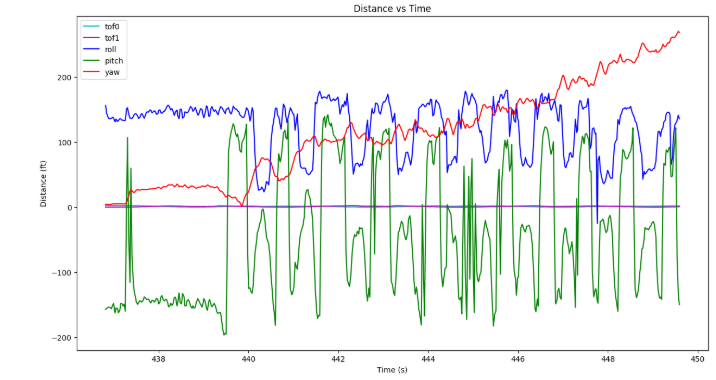 Distance vs Time
tof0
tof1
roll
pitch
yaw
Distance (ft)
200
100
0
−100
−200
438 440 442 444 446 448 450
Time (s)